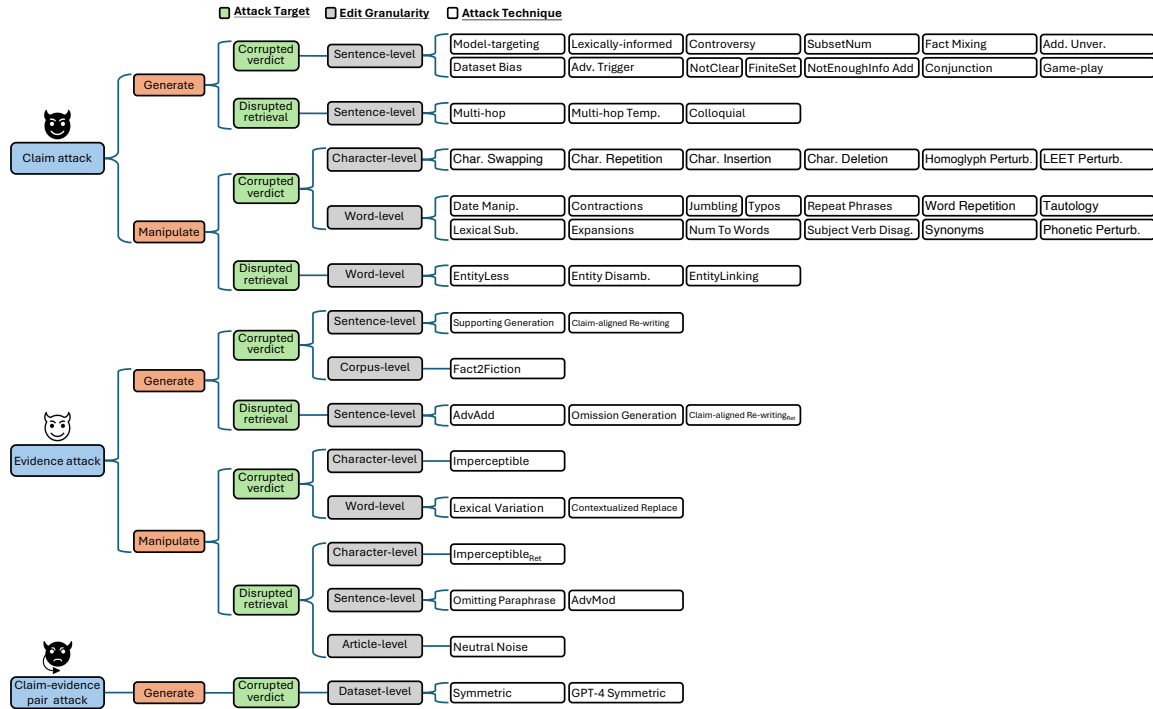 Attack Target Edit Granularity Attack Technique
Claim attack
Generate
Corrupted
verdict
Sentence-level
Model-targeting Lexically-informed Controversy SubsetNum Fact Mixing Add. Unver.
Dataset Bias Adv. Trigger NotClear FiniteSet NotEnoughInfo Add Conjunction Game-play
Disrupted
retrieval
Sentence-level
Multi-hop Multi-hop Temp. Colloquial
Manipulate
Corrupted
verdict
Character-level
Char. Swapping Char. Repetition Char. Insertion Char. Deletion Homoglyph Perturb. LEET Perturb.
Word-level
Date Manip. Contractions Jumbling Typos Repeat Phrases Word Repetition Tautology
Lexical Sub. Expansions Num To Words Subject Verb Disag. Synonyms Phonetic Perturb.
Disrupted
retrieval
Word-level
EntityLess Entity Disamb. EntityLinking
Evidence attack
Generate
Corrupted
verdict
Sentence-level
Supporting Generation Claim-aligned Re-writing
Corpus-level
Fact2Fiction
Disrupted
retrieval
Sentence-level
AdvAdd Omission Generation Claim-aligned Re-writingRet
Manipulate
Corrupted
verdict
Character-level
Imperceptible
Word-level
Lexical Variation Contextualized Replace
Disrupted
retrieval
Character-level
ImperceptibleRet
Sentence-level
Omitting Paraphrase AdvMod
Article-level
Neutral Noise
Claim-evidence
pair attack
Generate
Corrupted
verdict
Dataset-level
Symmetric GPT-4 Symmetric